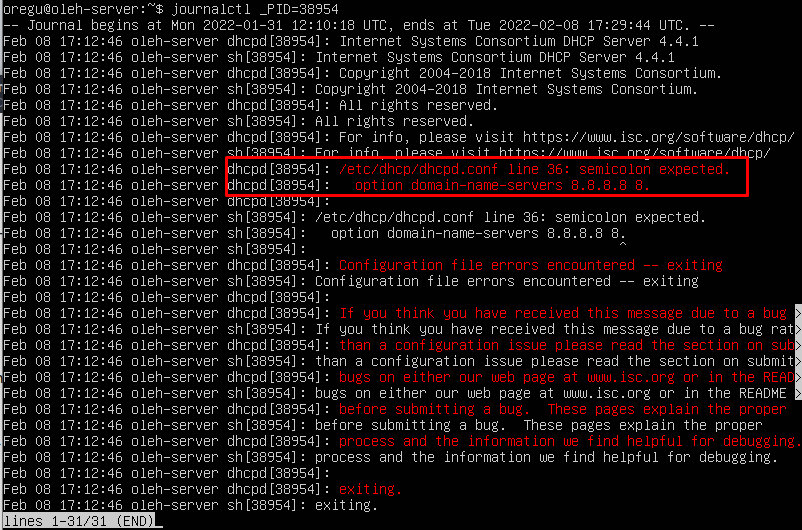 oregu@oleh-server:~$ journalctl _PID=38954
-- Journal begins at Mon 2022-01-31 12:10:18 UTC, ends at Tue 2022-02-08 17:29:44 UTC. --
Feb 08 17:12:46 oleh-server dhcpd[38954]: Internet Systems Consortium DHCP Server 4.4.1
Feb 08 17:12:46 oleh-server sh[38954]: Internet Systems Consortium DHCP Server 4.4.1
Feb 08 17:12:46 oleh-server dhcpd[38954]: Copyright 2004-2018 Internet Systems Consortium.
Feb 08 17:12:46 oleh-server sh[38954]: Copyright 2004-2018 Internet Systems Consortium.
Feb 08 17:12:46 oleh-server dhcpd[38954]: All rights reserved.
Feb 08 17:12:46 oleh-server sh[38954]: All rights reserved.
Feb 08 17:12:46 oleh-server dhcpd[38954]: For info, please visit https://www.isc.org/software/dhcp/
Feb 08 17:12:46 oleh-server sh[38954]: For info, please visit https://www.isc.org/software/dhcp/
Feb 08 17:12:46 oleh-server dhcpd[38954]: /etc/dhcp/dhcpd.conf line 36: semicolon expected.
Feb 08 17:12:46 oleh-server dhcpd[38954]:   option domain-name-servers 8.8.8.8 8.
Feb 08 17:12:46 oleh-server dhcpd[38954]:
Feb 08 17:12:46 oleh-server sh[38954]: /etc/dhcp/dhcpd.conf line 36: semicolon expected.
Feb 08 17:12:46 oleh-server sh[38954]:   option domain-name-servers 8.8.8.8 8.
Feb 08 17:12:46 oleh-server sh[38954]:                                       ^
Feb 08 17:12:46 oleh-server dhcpd[38954]: Configuration file errors encountered -- exiting
Feb 08 17:12:46 oleh-server sh[38954]: Configuration file errors encountered -- exiting
Feb 08 17:12:46 oleh-server dhcpd[38954]:
Feb 08 17:12:46 oleh-server dhcpd[38954]: If you think you have received this message due to a bug >
Feb 08 17:12:46 oleh-server sh[38954]: If you think you have received this message due to a bug rat>
Feb 08 17:12:46 oleh-server dhcpd[38954]: than a configuration issue please read the section on sub>
Feb 08 17:12:46 oleh-server sh[38954]: than a configuration issue please read the section on submit>
Feb 08 17:12:46 oleh-server dhcpd[38954]: bugs on either our web page at www.isc.org or in the READ>
Feb 08 17:12:46 oleh-server sh[38954]: bugs on either our web page at www.isc.org or in the README >
Feb 08 17:12:46 oleh-server dhcpd[38954]: before submitting a bug.  These pages explain the proper
Feb 08 17:12:46 oleh-server sh[38954]: before submitting a bug.  These pages explain the proper
Feb 08 17:12:46 oleh-server dhcpd[38954]: process and the information we find helpful for debugging.
Feb 08 17:12:46 oleh-server sh[38954]: process and the information we find helpful for debugging.
Feb 08 17:12:46 oleh-server dhcpd[38954]:
Feb 08 17:12:46 oleh-server dhcpd[38954]: exiting.
Feb 08 17:12:46 oleh-server sh[38954]: exiting.
lines 1-31/31 (END)